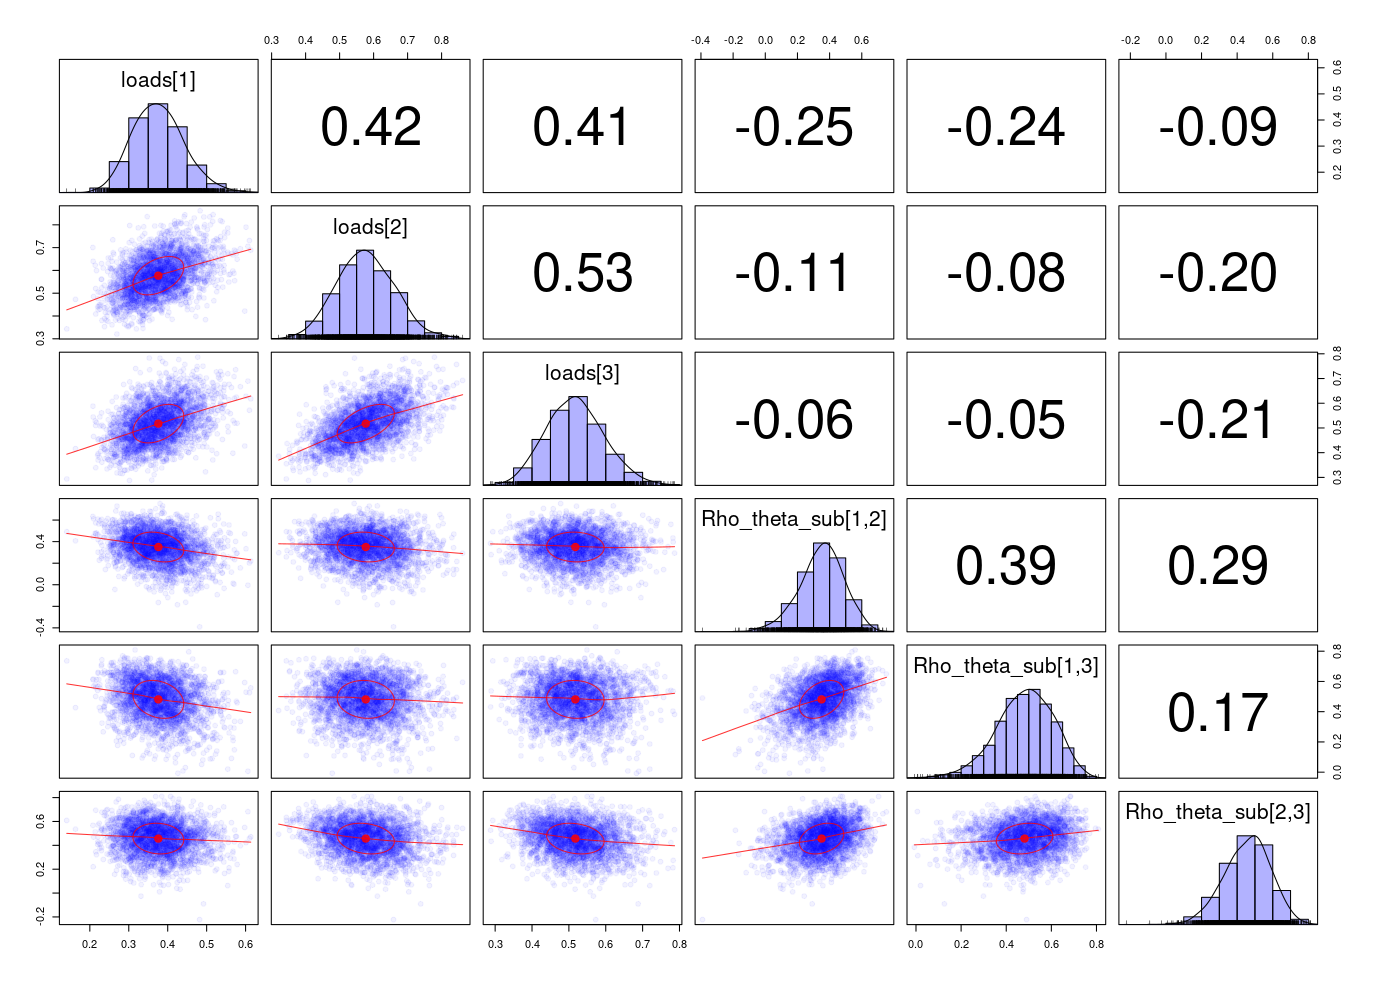 0.3 0.4 0.5 0.6 0.7 0.8 -0.4 -0.2 0.0 0.2 0.4 0.6 -0.2 0.0 0.2 0.4 0.6 0.8
loads[1] 0.42 0.41 -0.25 -0.24 -0.09
0.2 0.3 0.4 0.5 0.6
loads[2] 0.53 -0.11 -0.08 -0.20
0.3 0.5 0.7
loads[3] -0.06 -0.05 -0.21
0.3 0.4 0.5 0.6 0.7 0.8
Rho_theta_sub[1,2] 0.39 0.29
-0.4 0.0 0.4
Rho_theta_sub[1,3] 0.17
0.0 0.2 0.4 0.6 0.8
Rho_theta_sub[2,3]
-0.2 0.2 0.6
0.2 0.3 0.4 0.5 0.6 0.3 0.4 0.5 0.6 0.7 0.8 0.0 0.2 0.4 0.6 0.8